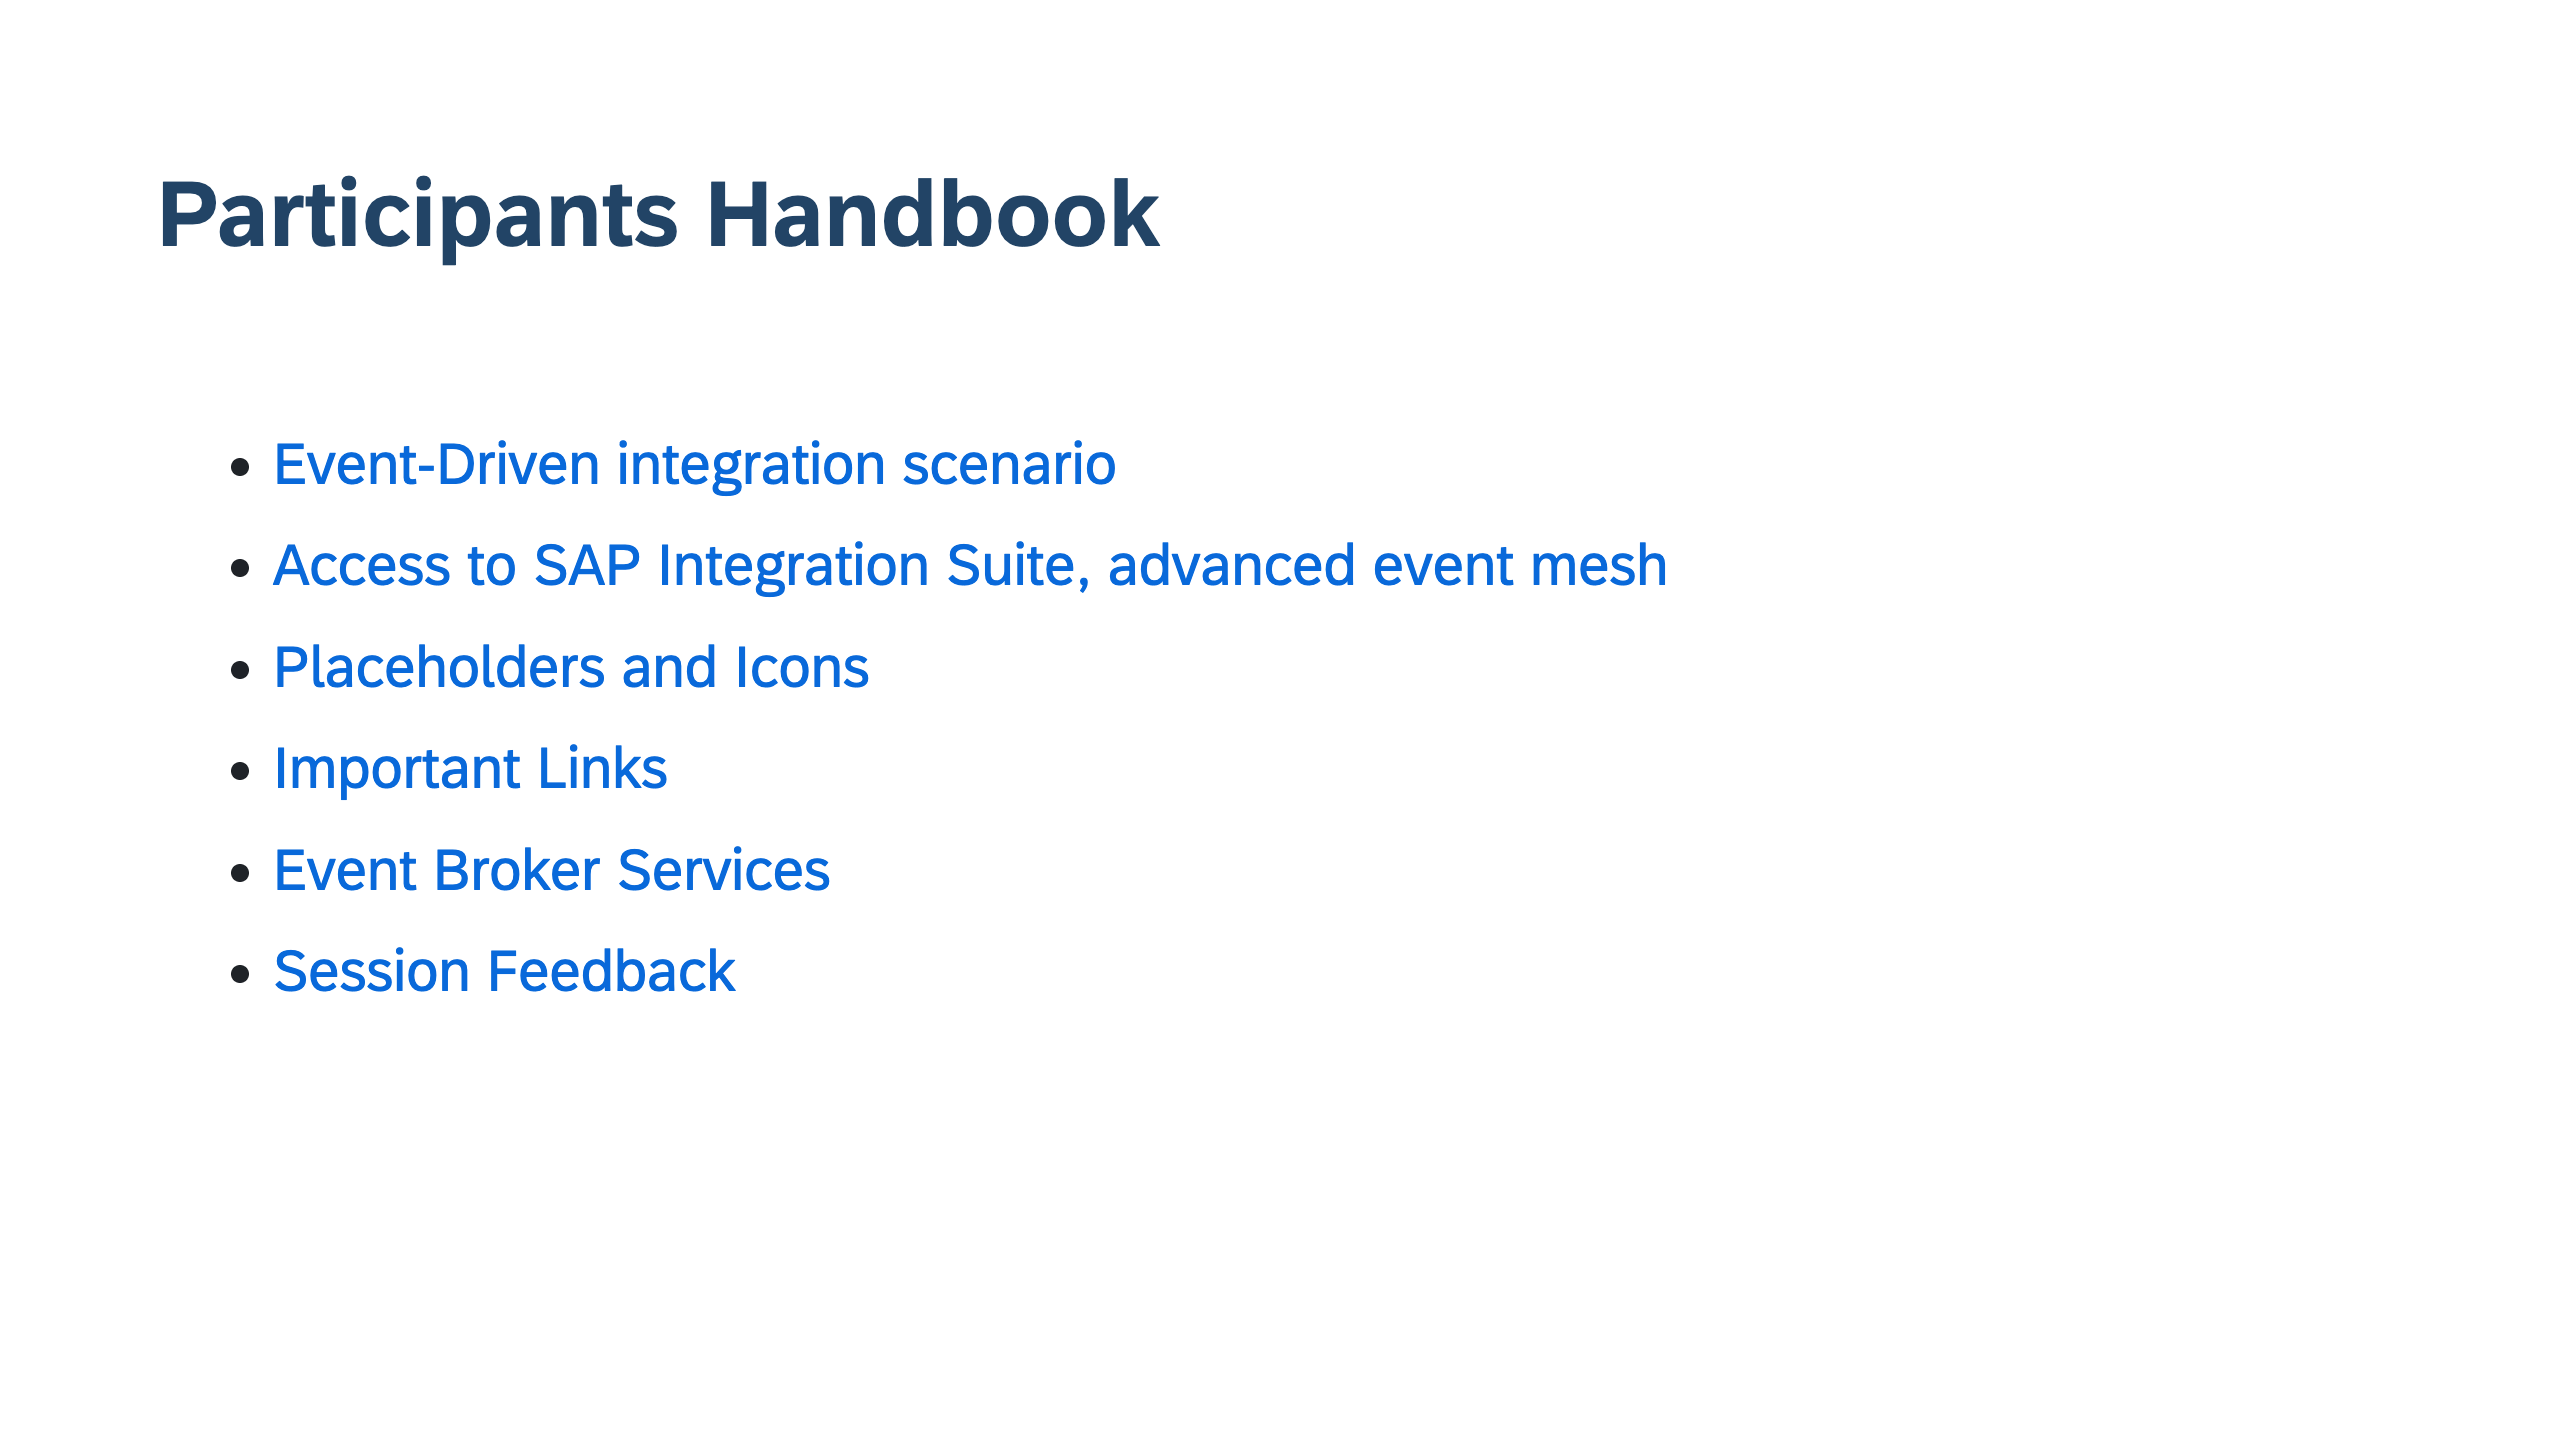 Participants Handbook
Event-Driven integration scenario
Access to SAP Integration Suite, advanced event mesh
Placeholders and Icons
Important Links
Event Broker Services
Session Feedback